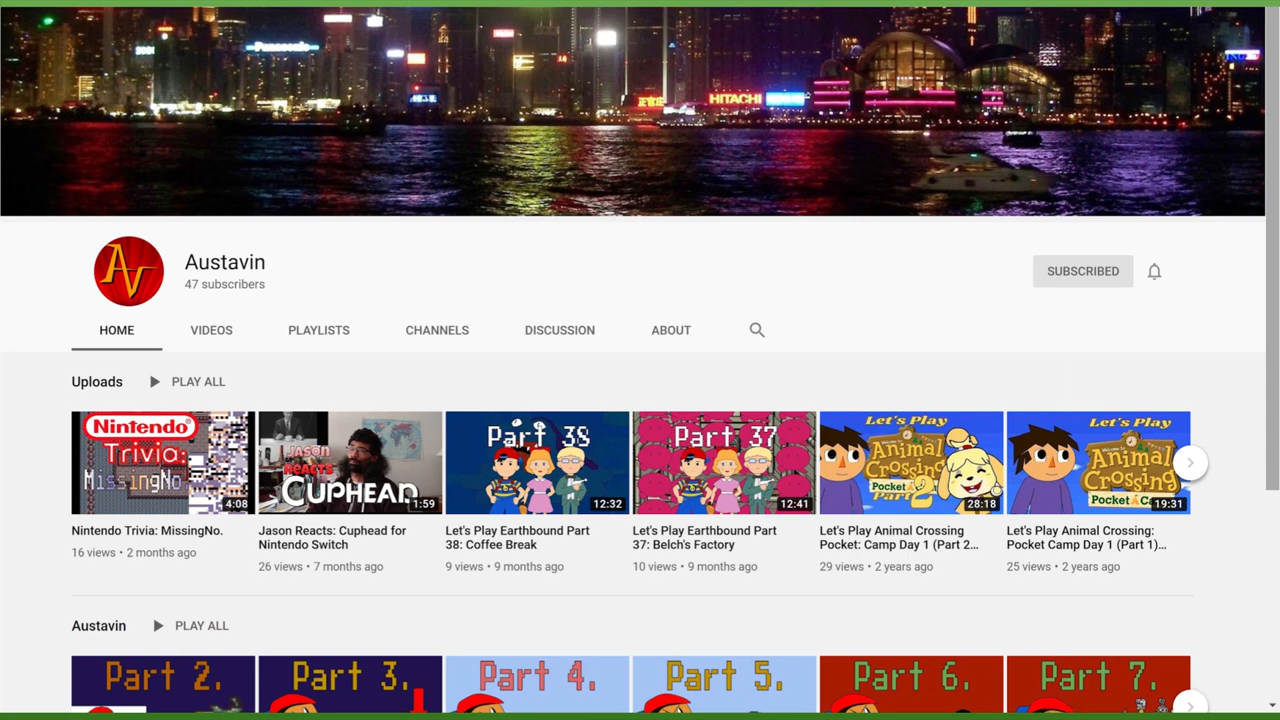 Panasonic
HITACHI
AV
Austavin
47 subscribers
SUBSCRIBED
HOME
VIDEOS
PLAYLISTS
CHANNELS
DISCUSSION
ABOUT
Uploads
PLAY ALL
Nintendo
Trivia:
MissingNo
4:08
JASON
REACTS
CUPHEAD
1:59
Part 38
12:32
Part 37
12:41
Let's Play
Animal
Crossing
Pocket
Part 2
28:18
Let's Play
Animal
Crossing
Pocket Ca
19:31
Nintendo Trivia: MissingNo.
16 views • 2 months ago
Jason Reacts: Cuphead for
Nintendo Switch
26 views • 7 months ago
Let's Play Earthbound Part
38: Coffee Break
9 views • 9 months ago
Let's Play Earthbound Part
37: Belch's Factory
10 views • 9 months ago
Let's Play Animal Crossing
Pocket: Camp Day 1 (Part 2...
29 views • 2 years ago
Let's Play Animal Crossing:
Pocket Camp Day 1 (Part 1)...
25 views • 2 years ago
Austavin
PLAY ALL
Part 2.
Part 3.
Part 4.
Part 5.
Part 6.
Part 7.